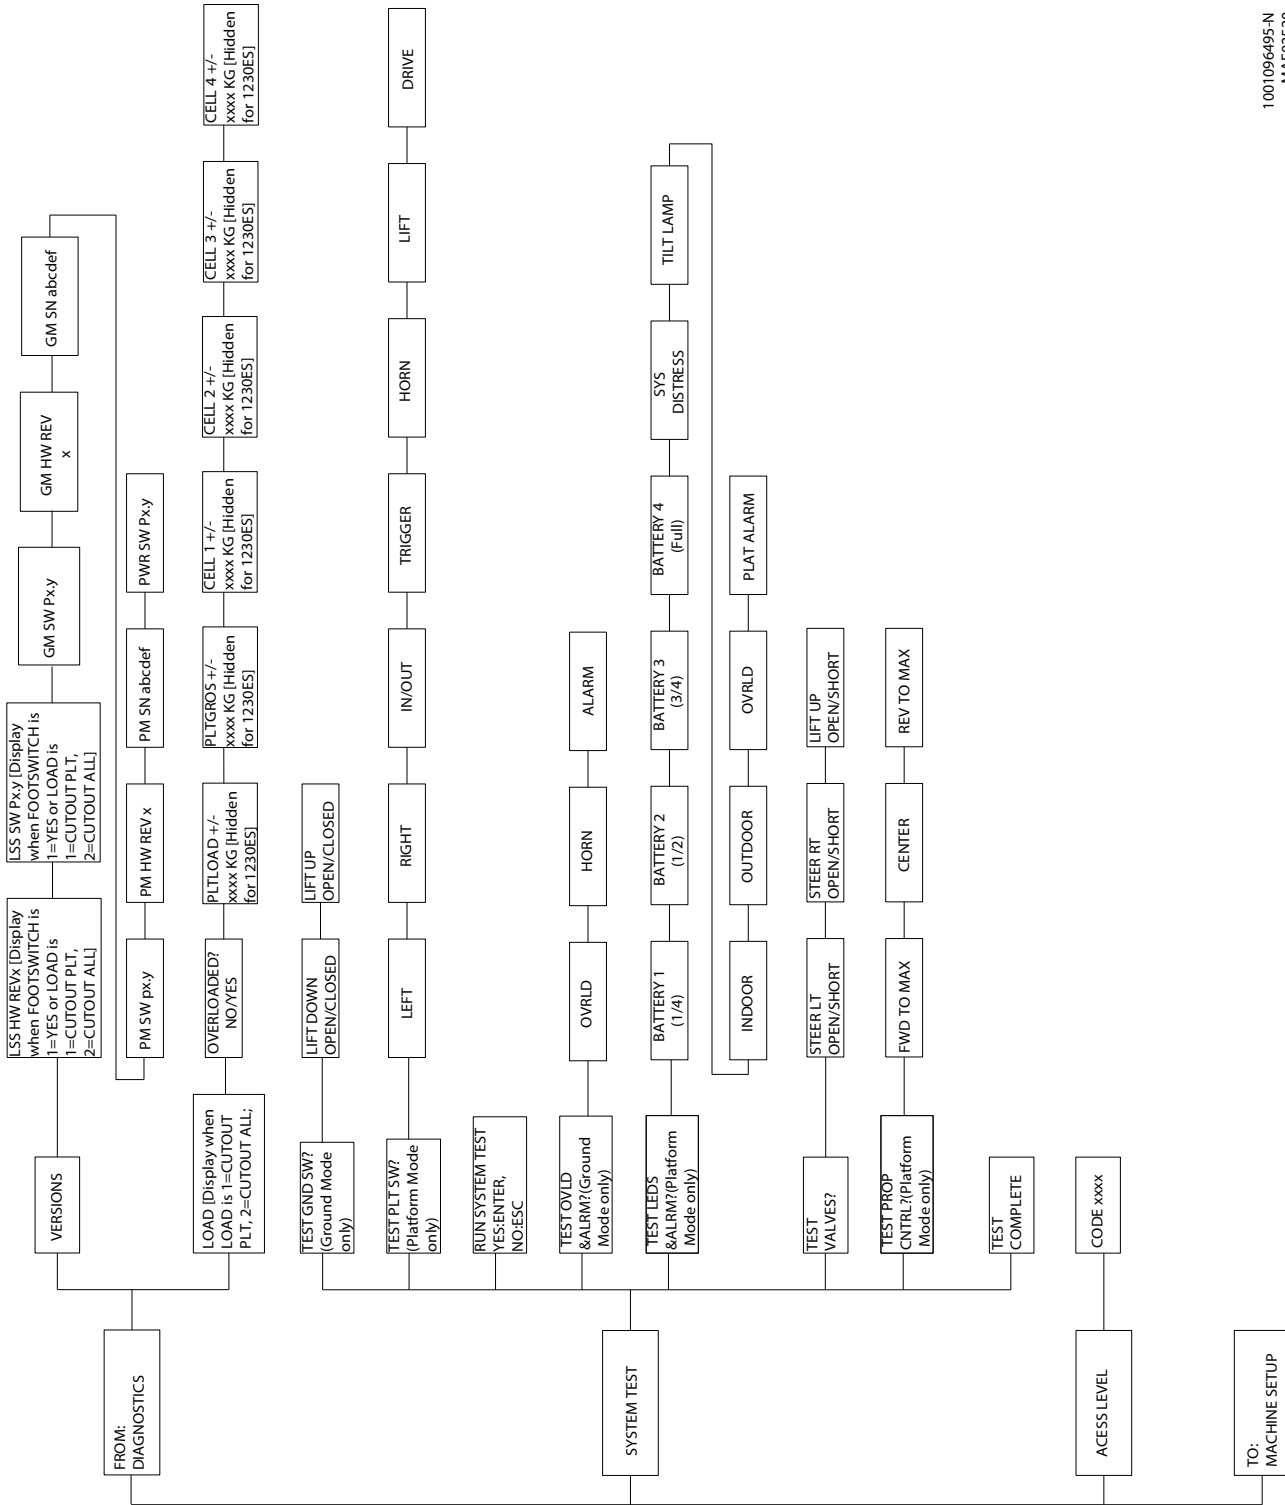 FROM:
DIAGNOSTICS
VERSIONS
LSS HW REVx [Display
when FOOTSWITCH is
1=YES or LOAD is
1=CUTOUT PLT,
2=CUTOUT ALL]
LSS SW Px.y [Display
when FOOTSWITCH is
1=YES or LOAD is
1=CUTOUT PLT,
2=CUTOUT ALL]
GM SW Px.y
GM HW REV
x
GM SN abcdef
PM SW px.y
PM HW REV x
PM SN abcdef
PWR SW Px.y
LOAD [Display when
LOAD is 1=CUTOUT
PLT, 2=CUTOUT ALL;
OVERLOADED?
NO/YES
PLTLOAD +/-
xxxx KG [Hidden
for 1230ES]
PLTGROS +/-
xxxx KG [Hidden
for 1230ES]
CELL 1 +/-
xxxx KG [Hidden
for 1230ES]
CELL 2 +/-
xxxx KG [Hidden
for 1230ES]
CELL 3 +/-
xxxx KG [Hidden
for 1230ES]
CELL 4 +/-
xxxx KG [Hidden
for 1230ES]
SYSTEM TEST
TEST GND SW?
(Ground Mode
only)
LIFT DOWN
OPEN/CLOSED
LIFT UP
OPEN/CLOSED
TEST PLT SW?
(Platform Mode
only)
LEFT
RIGHT
IN/OUT
TRIGGER
HORN
LIFT
DRIVE
RUN SYSTEM TEST
YES:ENTER,
NO:ESC
TEST OVLD
&ALRM?(Ground
Mode only)
OVRLD
HORN
ALARM
TEST LEDS
&ALRM?(Platform
Mode only)
BATTERY 1
(1/4)
BATTERY 2
(1/2)
BATTERY 3
(3/4)
BATTERY 4
(Full)
SYS
DISTRESS
TILT LAMP
INDOOR
OUTDOOR
OVRLD
PLAT ALARM
TEST
VALVES?
STEER LT
OPEN/SHORT
STEER RT
OPEN/SHORT
LIFT UP
OPEN/SHORT
TEST PROP
CNTRL?(Platform
Mode only)
FWD TO MAX
CENTER
REV TO MAX
TEST
COMPLETE
ACESS LEVEL
CODE xxxx
TO:
MACHINE SETUP
1001096495-N